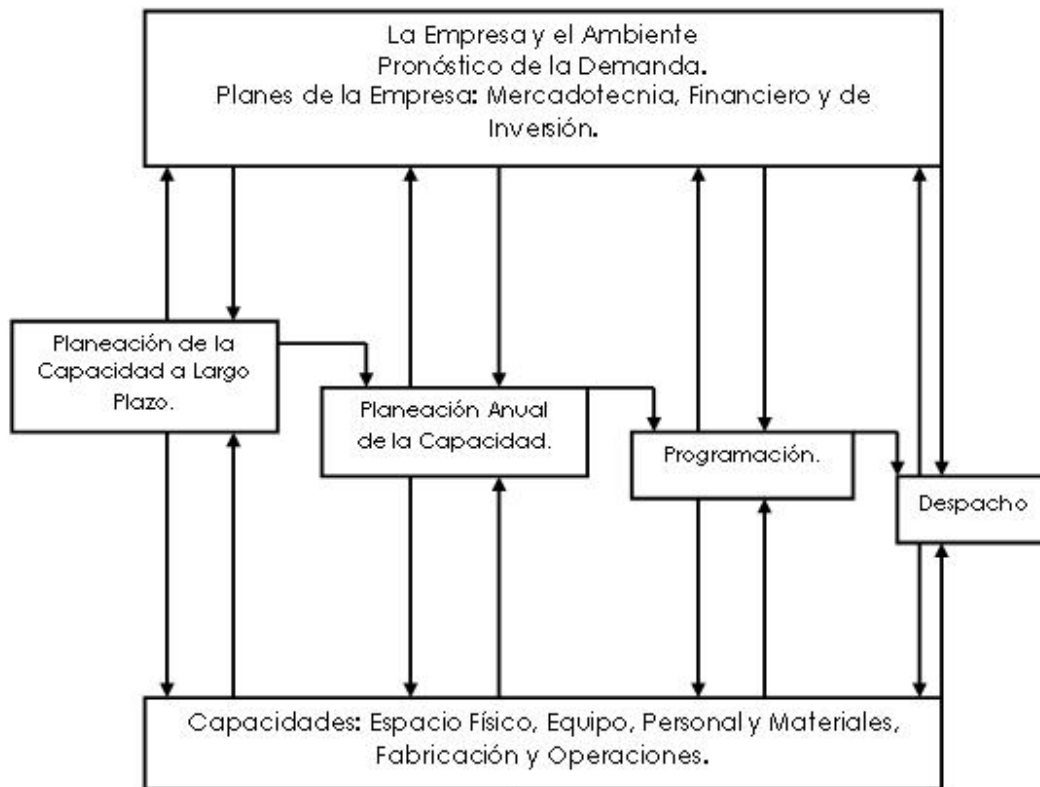 La Empresa y el Ambiente
Pronóstico de la Demanda.
Planes de la Empresa: Mercadotecnia, Financiero y de
Inversión.
Planeación de la
Capacidad a Largo
Plazo.
Planeación Anual
de la Capacidad.
Programación.
Despacho
Capacidades: Espacio Físico, Equipo, Personal y Materiales,
Fabricación y Operaciones.